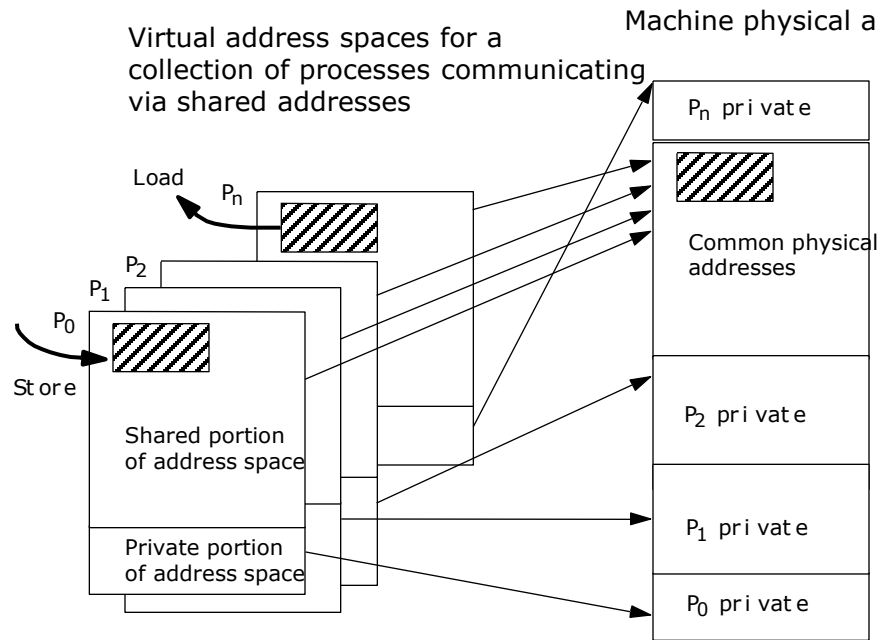 Machine physical a
Virtual address spaces for a
collection of processes communicating
via shared addresses
Pn private
Load
Pn
Common physical
addresses
P2
P1
P0
Store
P2 private
Shared portion
of address space
P1 private
Private portion
of address space
P0 private